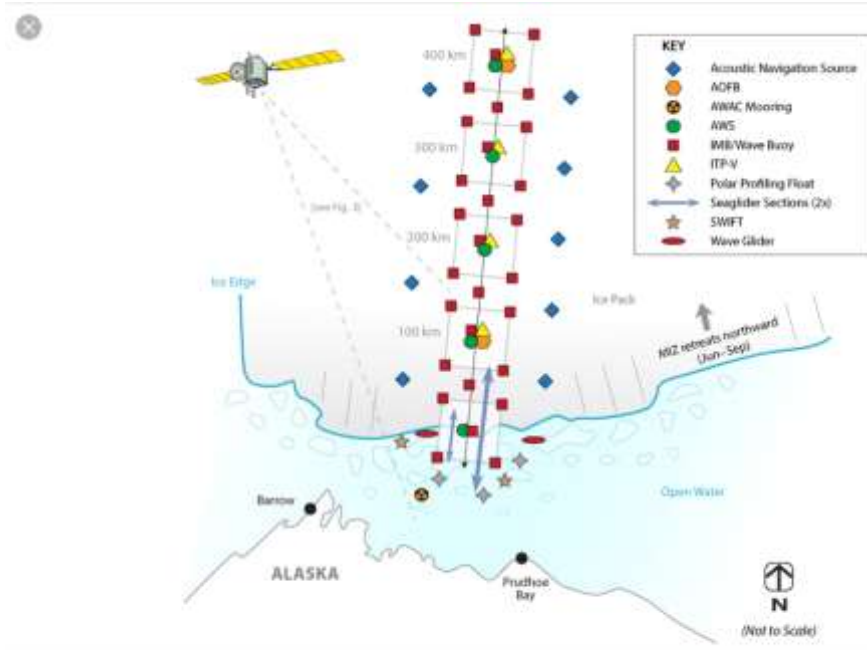 400 km
300 km
(see Fig. 3)
200 km
Ice Edge
100 km
Ice Pack
MIZ retreats northward
(Jun–Sep)
KEY
Acoustic Navigation Source
AOFB
AWAC Mooring
AWS
IMB/Wave Buoy
ITP-V
Polar Profiling Float
Seaglider Sections (2x)
SWIFT
Wave Glider
Open Water
Barrow
ALASKA
Prudhoe
Bay
N
(Not to Scale)